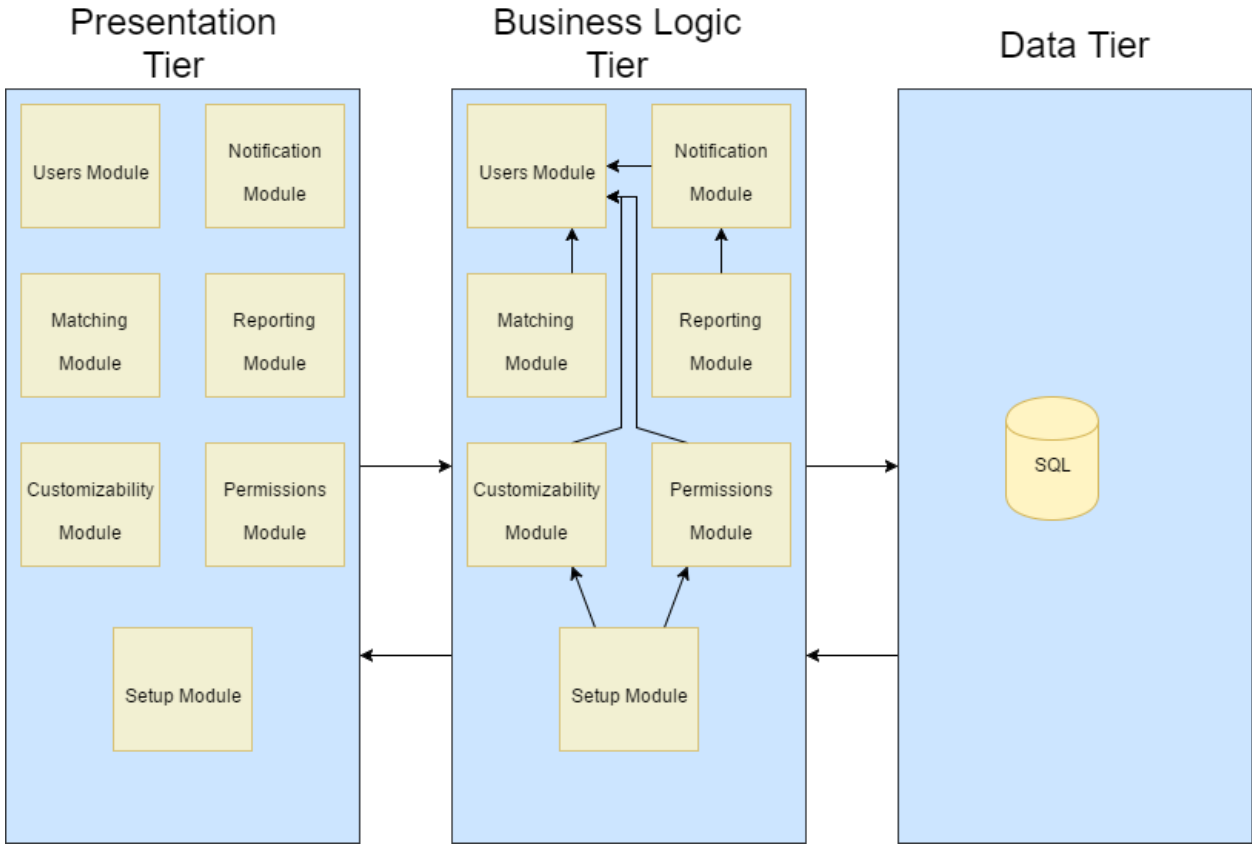 Presentation
Tier
Business Logic
Tier
Data Tier
Users Module
Notification
Module
Matching
Module
Reporting
Module
Customizability
Module
Permissions
Module
Setup Module
Users Module
Notification
Module
Matching
Module
Reporting
Module
Customizability
Module
Permissions
Module
Setup Module
SQL